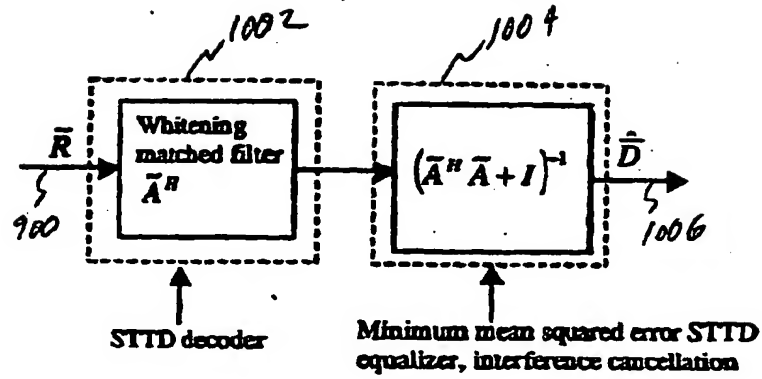 1002
1004
R̄
Whitening
matched filter
Ã^H
(Ã^H Ã + I)^-1
D̄̂
900
1006
STTD decoder
Minimum mean squared error STTD
equalizer, interference cancellation